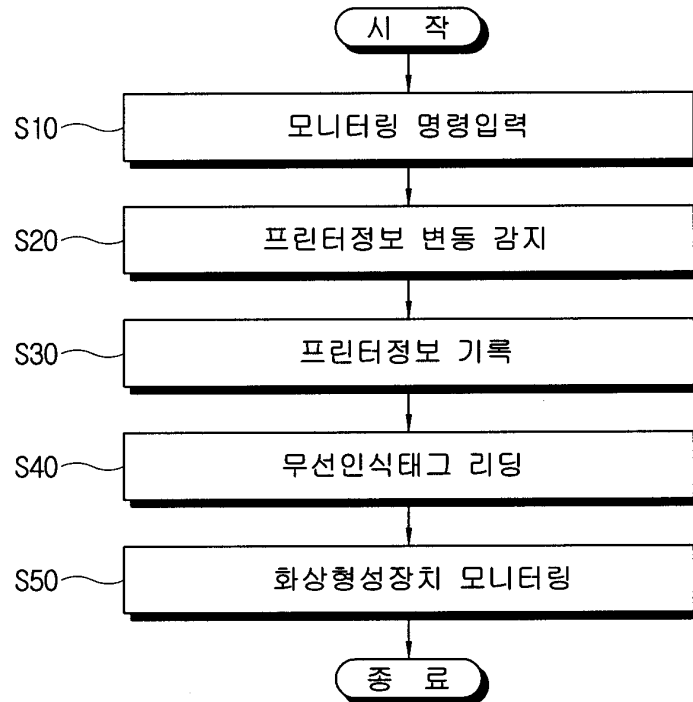 시 작
S10 모니터링 명령입력
S20 프린터정보 변동 감지
S30 프린터정보 기록
S40 무선인식태그 리딩
S50 화상형성장치 모니터링
종 료